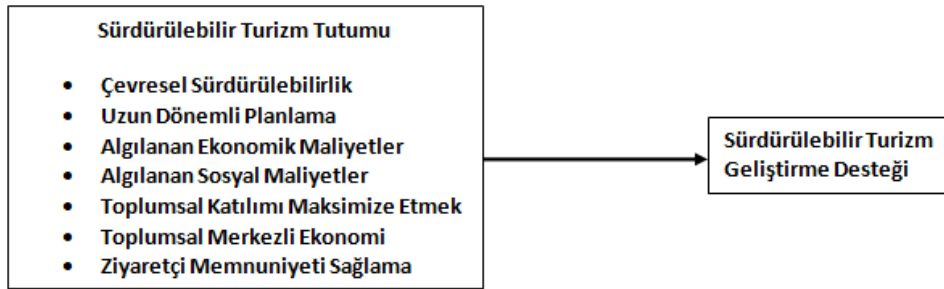 Sürdürülebilir Turizm Tutumu
• Çevresel Sürdürülebilirlik
• Uzun Dönemli Planlama
• Algılanan Ekonomik Maliyetler
• Algılanan Sosyal Maliyetler
• Toplumsal Katılımı Maksimize Etmek
• Toplumsal Merkezli Ekonomi
• Ziyaretçi Memnuniyeti Sağlama
Sürdürülebilir Turizm
Geliştirme Desteği